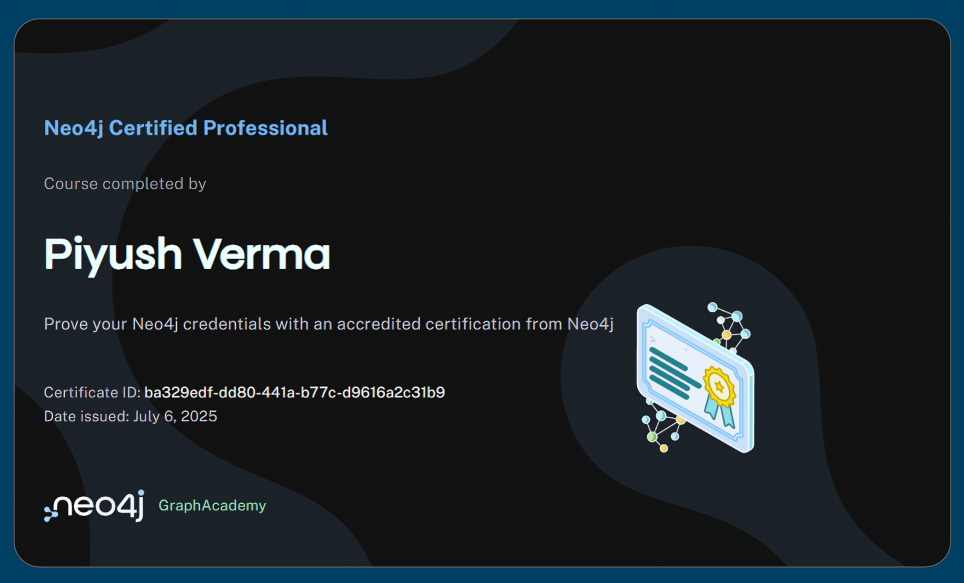 Neo4j Certified Professional
Course completed by
Piyush Verma
Prove your Neo4j credentials with an accredited certification from Neo4j
Certificate ID: ba329edf-dd80-441a-b77c-d9616a2c31b9
Date issued: July 6, 2025
neo4j GraphAcademy